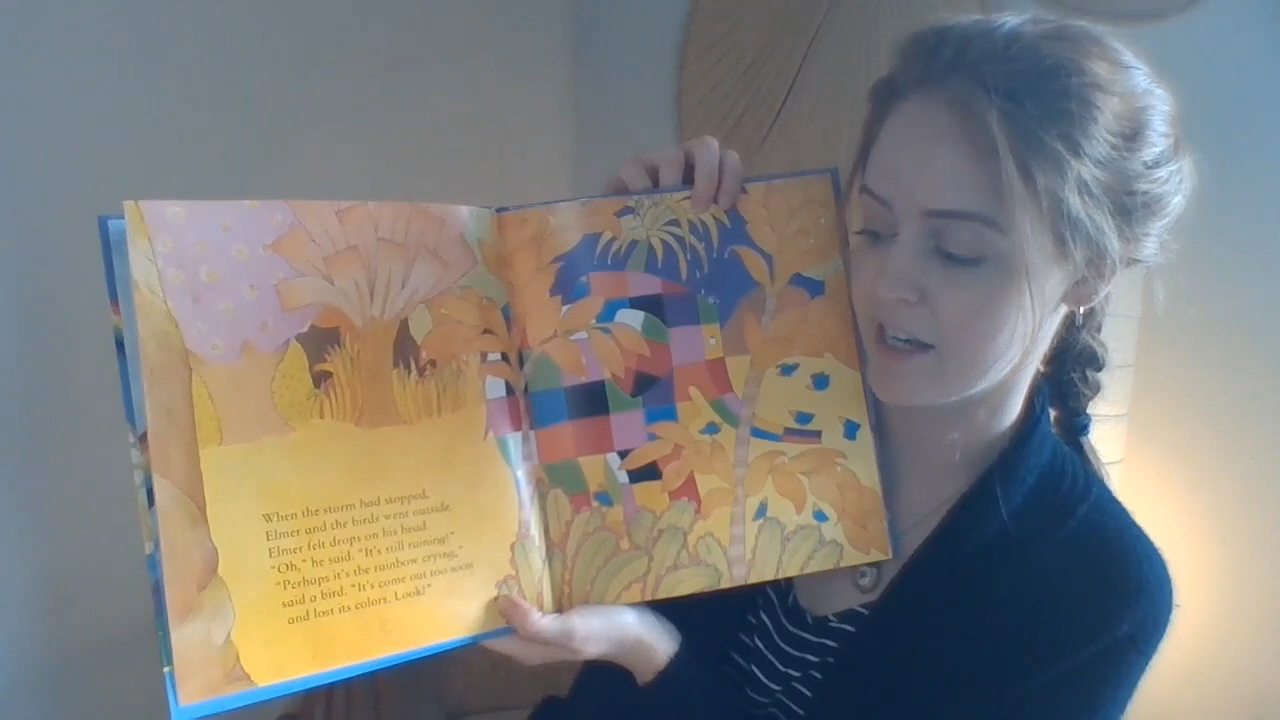 When the storm had stopped,
Elmer and the birds went outside.
Elmer felt drops on his head.
"Oh," he said. "It's still raining!"
"Perhaps it's the rainbow crying,"
said a bird. "It's come out too soon
and lost its colors. Look!"